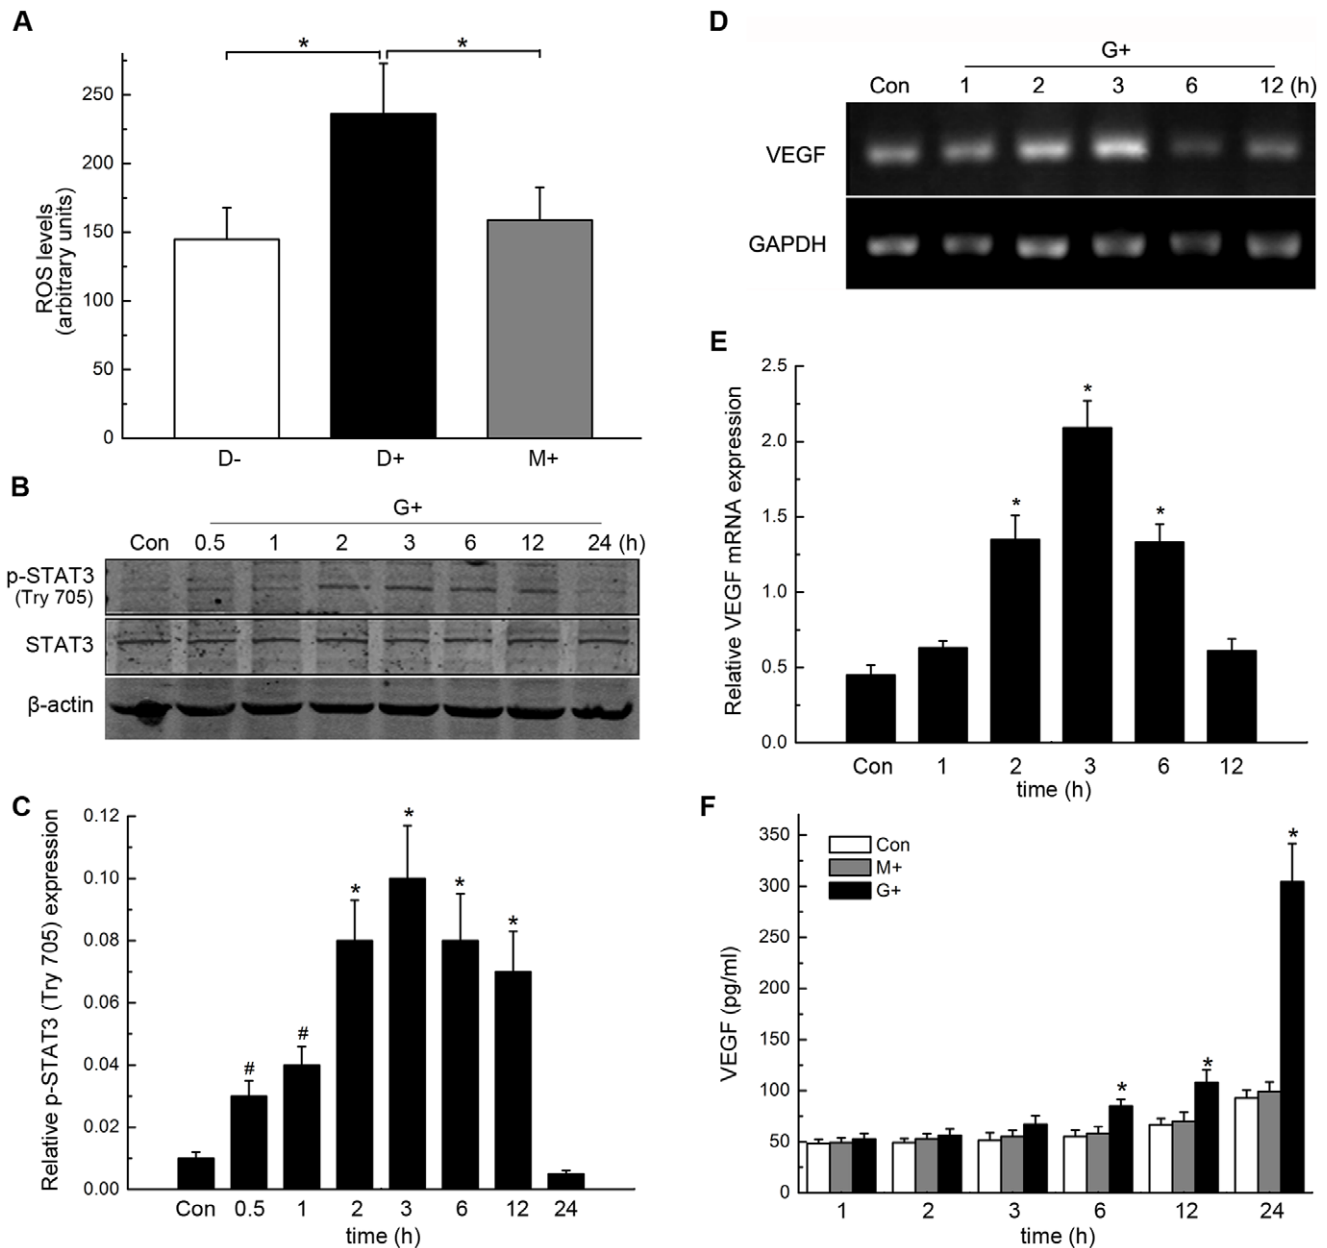 A
*
*
250
200
150
100
50
0
ROS levels
(arbitrary units)
D-
D+
M+
B
G+
Con
0.5
1
2
3
6
12
24 (h)
p-STAT3
(Try 705)
STAT3
β-actin
C
0.12
0.10
0.08
0.06
0.04
0.02
0.00
Relative p-STAT3 (Try 705) expression
#
#
*
*
*
*
Con
0.5
1
2
3
6
12
24
time (h)
D
G+
Con
1
2
3
6
12 (h)
VEGF
GAPDH
E
2.5
2.0
1.5
1.0
0.5
0.0
Relative VEGF mRNA expression
*
*
*
Con
1
2
3
6
12
time (h)
F
350
300
250
200
150
100
50
0
VEGF (pg/ml)
Con
M+
G+
*
*
*
1
2
3
6
12
24
time (h)